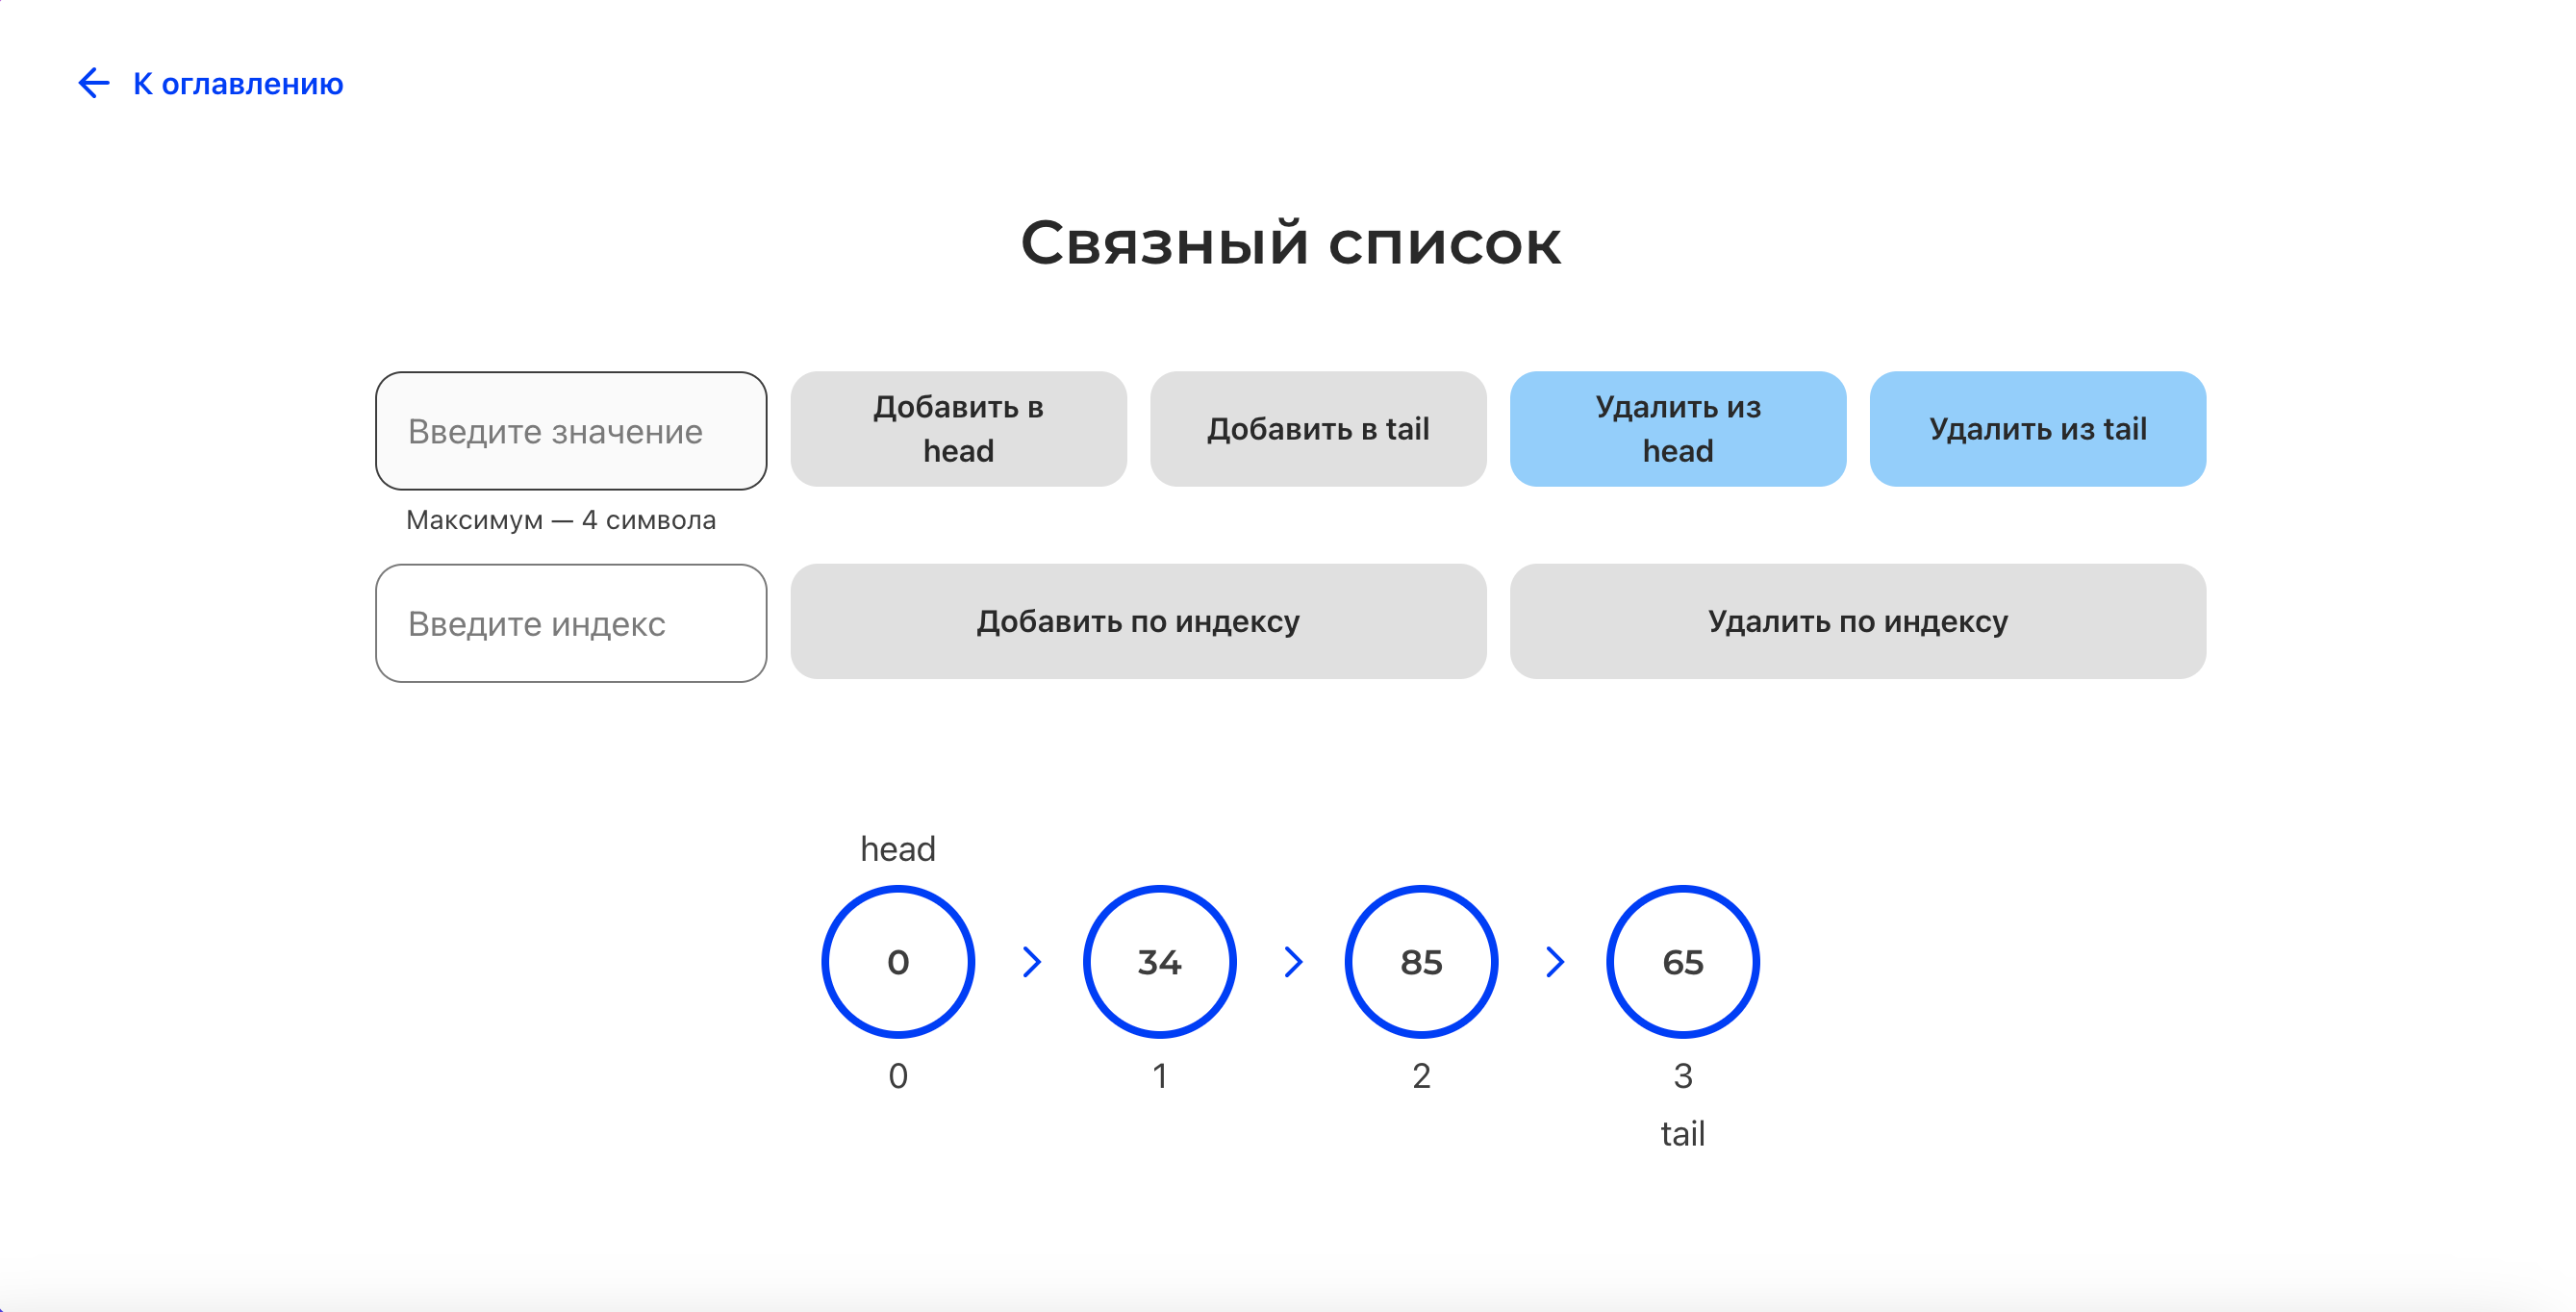 К оглавлению
Связный список
Введите значение
Добавить в
head
Добавить в tail
Удалить из
head
Удалить из tail
Максимум — 4 символа
Введите индекс
Добавить по индексу
Удалить по индексу
head
0 34 85 65
0 1 2 3
tail